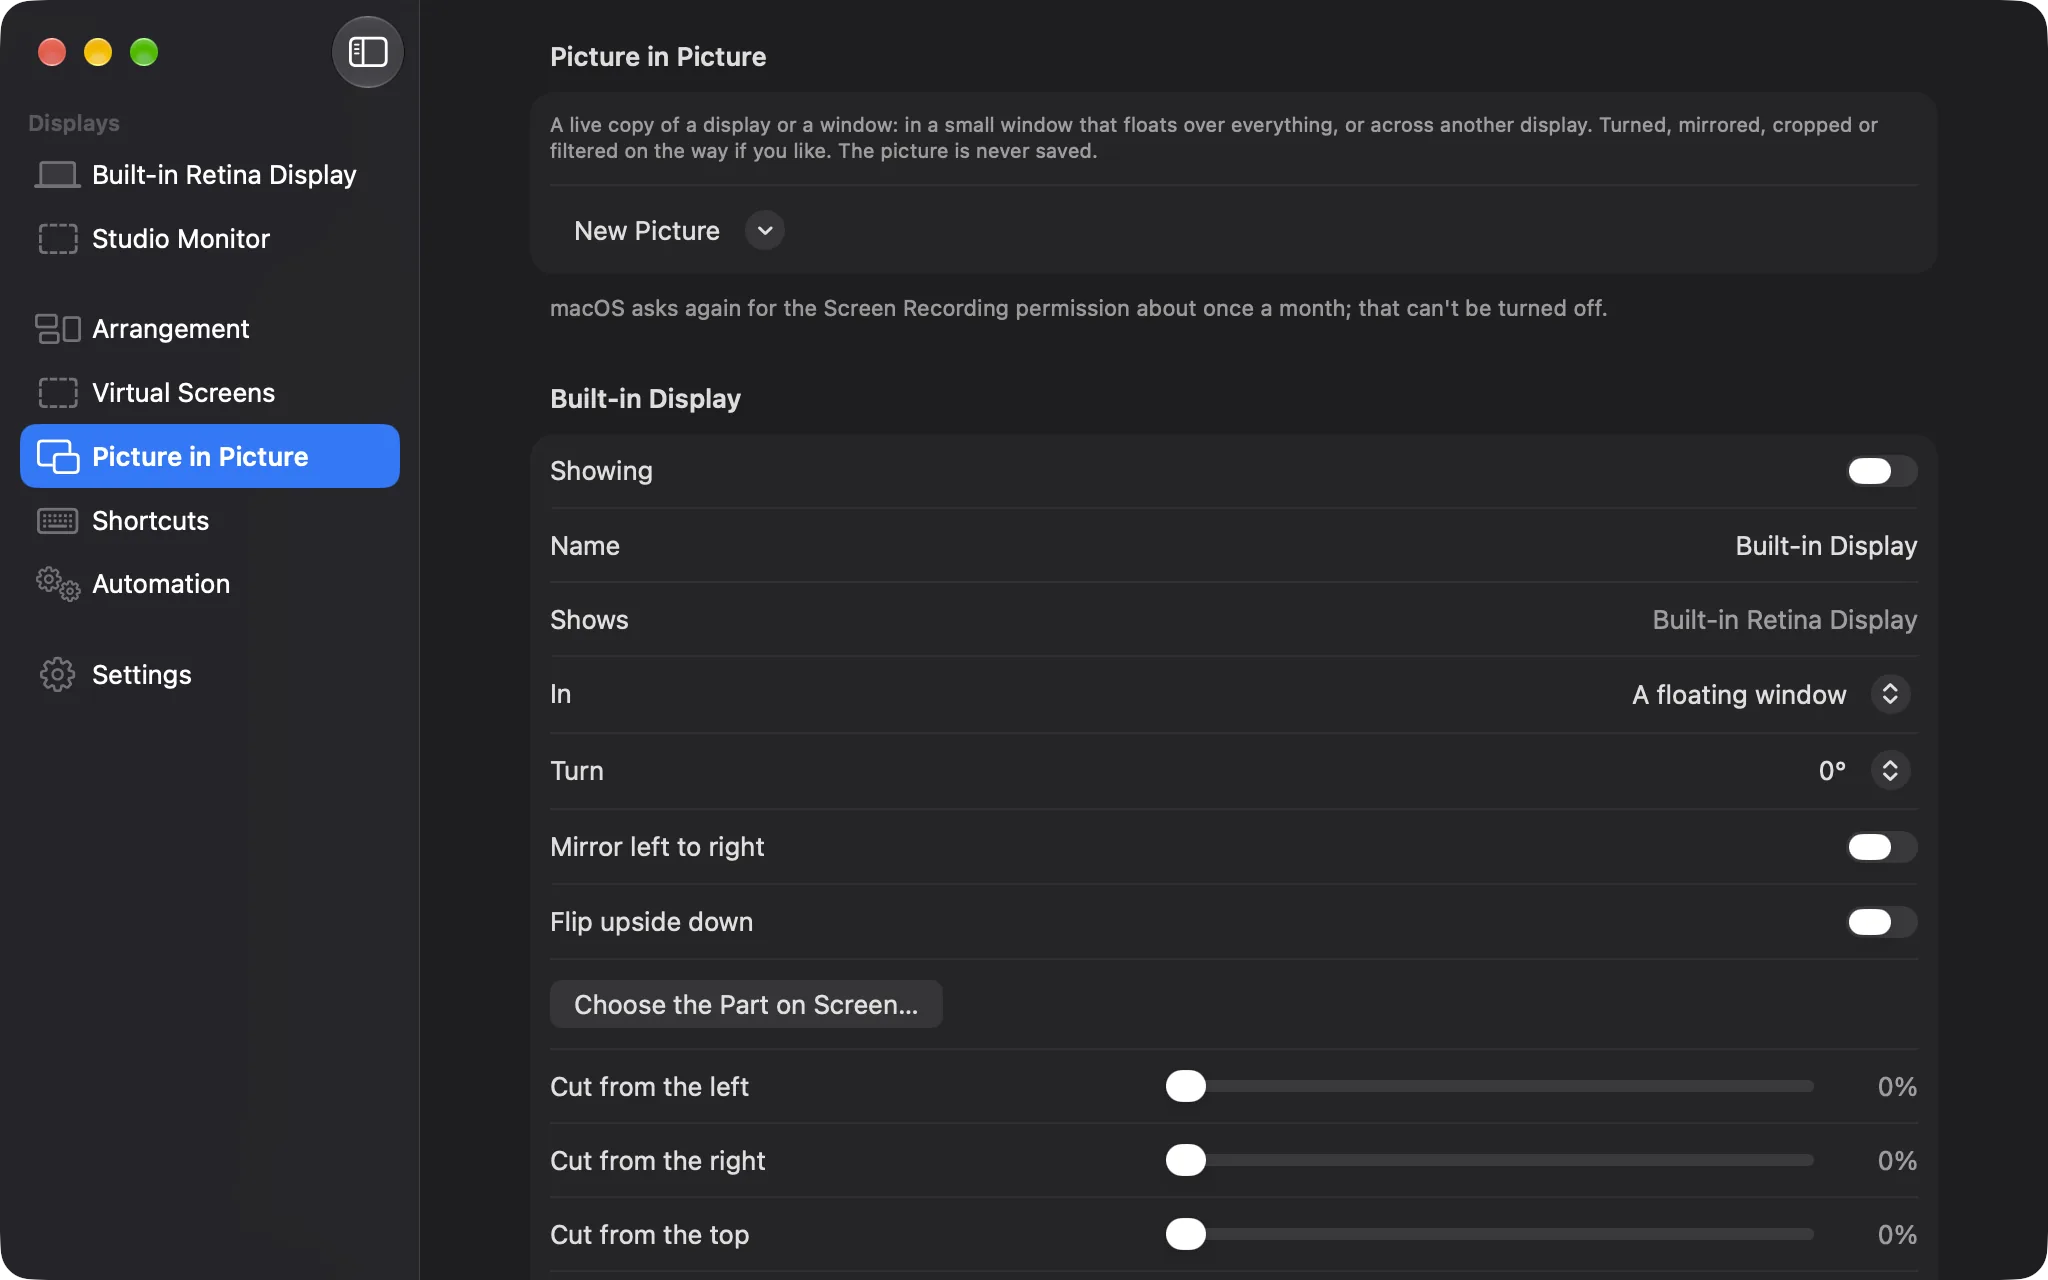 Displays
Built-in Retina Display
Studio Monitor
Arrangement
Virtual Screens
Picture in Picture
Shortcuts
Automation
Settings
Picture in Picture
A live copy of a display or a window: in a small window that floats over everything, or across another display. Turned, mirrored, cropped or
filtered on the way if you like. The picture is never saved.
New Picture
macOS asks again for the Screen Recording permission about once a month; that can't be turned off.
Built-in Display
Showing
Name Built-in Display
Shows Built-in Retina Display
In A floating window
Turn 0°
Mirror left to right
Flip upside down
Choose the Part on Screen...
Cut from the left 0%
Cut from the right 0%
Cut from the top 0%